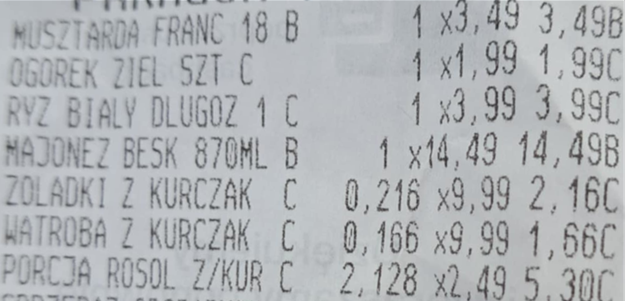 MUSZTARDA FRANC 18 B 1 x3,49 3,49B
OGOREK ZIEL SZT C 1 x1,99 1,99C
RYZ BIALY DLUGOZ 1 C 1 x3,99 3,99C
MAJONEZ BESK 870ML B 1 x14,49 14,49B
ZOLADKI Z KURCZAK C 0,216 x9,99 2,16C
WATROBA Z KURCZAK C 0,166 x9,99 1,66C
PORCJA ROSOL Z/KUR C 2,128 x2,49 5,30C